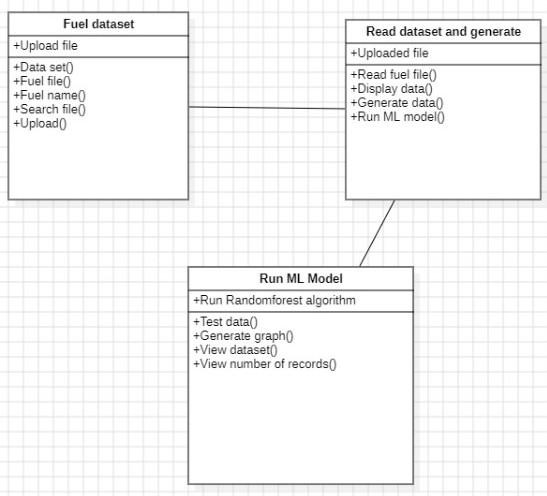 Fuel dataset
+Upload file
+Data set()
+Fuel file()
+Fuel name()
+Search file()
+Upload()
Read dataset and generate
+Uploaded file
+Read fuel file()
+Display data()
+Generate data()
+Run ML model()
Run ML Model
+Run Randomforest algorithm
+Test data()
+Generate graph()
+View dataset()
+View number of records()